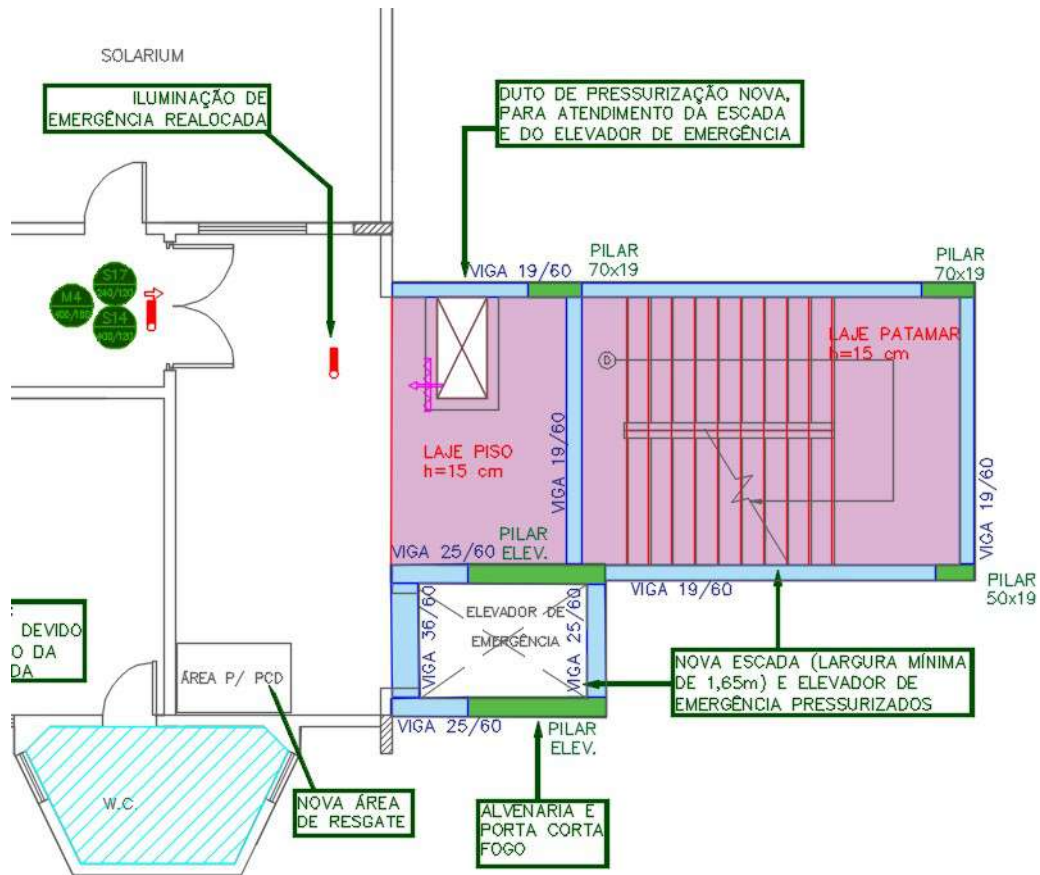 SOLARIUM
ILUMINAÇÃO DE
EMERGÊNCIA REALOCADA
DUTO DE PRESSURIZAÇÃO NOVA,
PARA ATENDIMENTO DA ESCADA
E DO ELEVADOR DE EMERGÊNCIA
VIGA 19/60
PILAR
70x19
PILAR
70x19
S17
M4
S14
LAJE PATAMAR
h=15 cm
D
LAJE PISO
h=15 cm
VIGA 19/60
VIGA 19/60
PILAR
ELEV.
VIGA 25/60
VIGA 19/60
PILAR
50x19
VIGA 36/60
ELEVADOR DE
EMERGÊNCIA
VIGA 25/60
DEVIDO
O DA
DA
ÁREA P/ PCD
NOVA ESCADA (LARGURA MÍNIMA
DE 1,65m) E ELEVADOR DE
EMERGÊNCIA PRESSURIZADOS
VIGA 25/60
PILAR
ELEV.
W.C.
NOVA ÁREA
DE RESGATE
ALVENARIA E
PORTA CORTA
FOGO